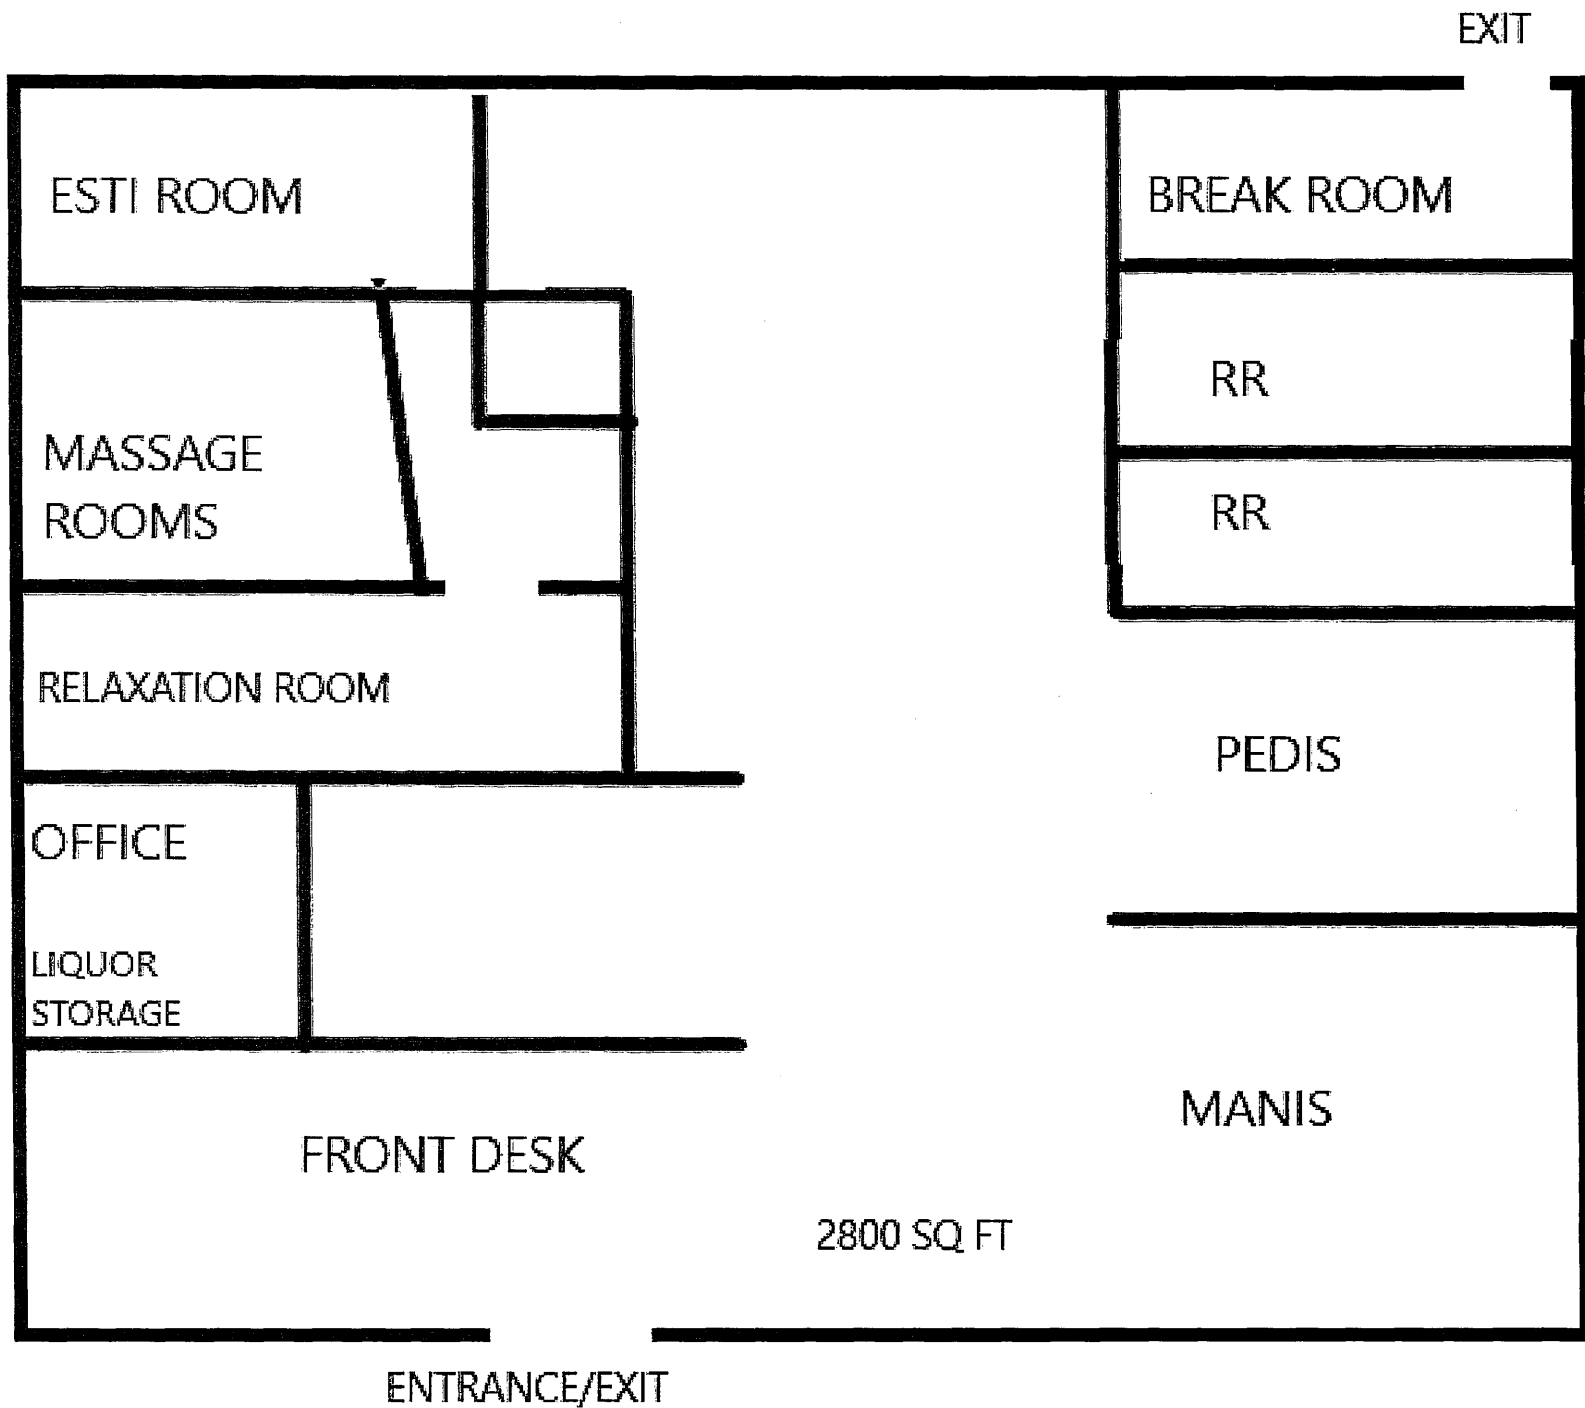 EXIT
ESTI ROOM
BREAK ROOM
RR
MASSAGE
ROOMS
RR
RELAXATION ROOM
PEDIS
OFFICE
LIQUOR
STORAGE
MANIS
FRONT DESK
2800 SQ FT
ENTRANCE/EXIT